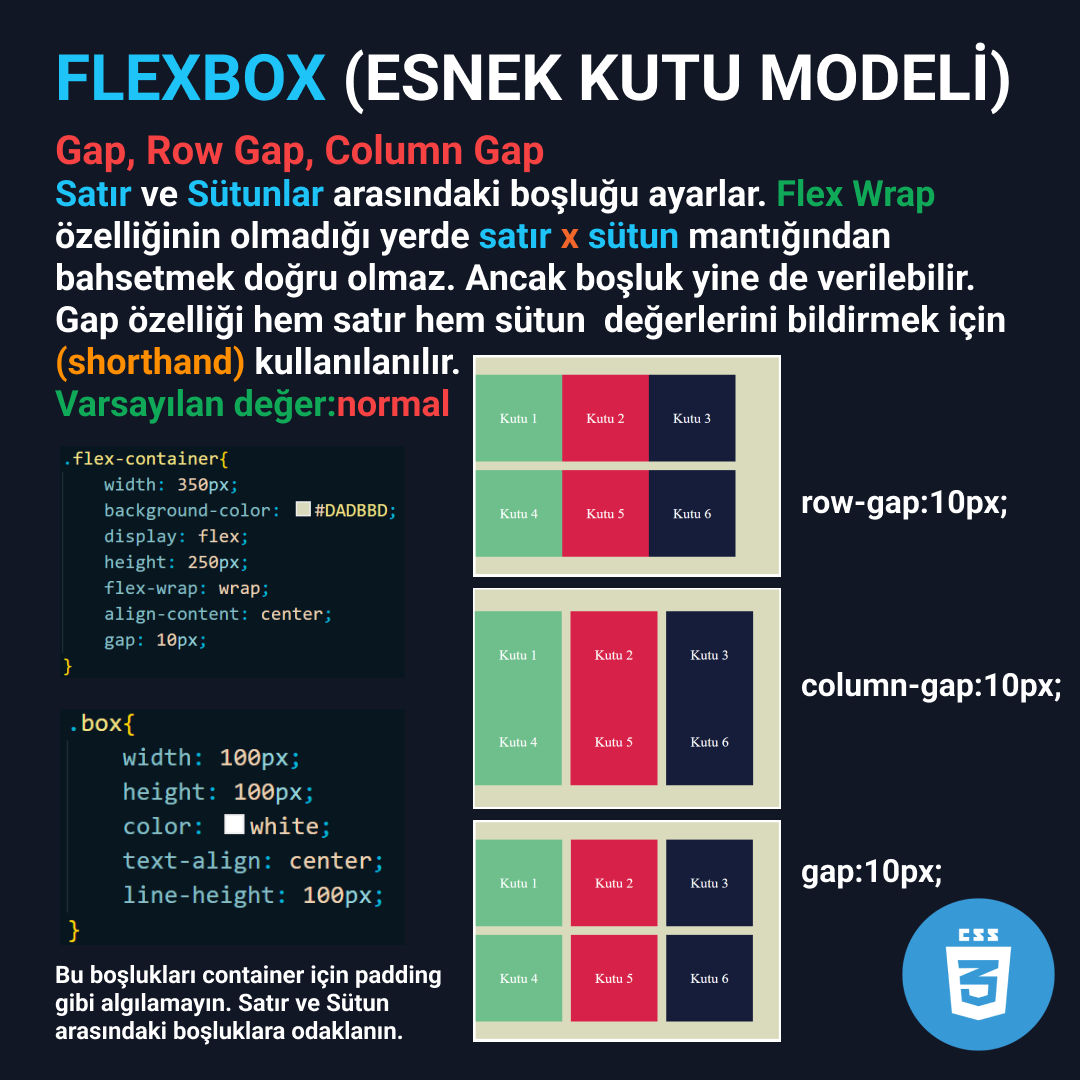 FLEXBOX (ESNEK KUTU MODELİ)
Gap, Row Gap, Column Gap
Satır ve Sütunlar arasındaki boşluğu ayarlar. Flex Wrap
özelliğinin olmadığı yerde satır x sütun mantığından
bahsetmek doğru olmaz. Ancak boşluk yine de verilebilir.
Gap özelliği hem satır hem sütun  değerlerini bildirmek için
(shorthand) kullanılanılır.
Varsayılan değer:normal
.flex-container{
width: 350px;
background-color: #DADBBD;
display: flex;
height: 250px;
flex-wrap: wrap;
align-content: center;
gap: 10px;
}
.box{
width: 100px;
height: 100px;
color: white;
text-align: center;
line-height: 100px;
}
Bu boşlukları container için padding
gibi algılamayın. Satır ve Sütun
arasındaki boşluklara odaklanın.
Kutu 1 Kutu 2 Kutu 3
Kutu 4 Kutu 5 Kutu 6
row-gap:10px;
Kutu 1 Kutu 2 Kutu 3
Kutu 4 Kutu 5 Kutu 6
column-gap:10px;
Kutu 1 Kutu 2 Kutu 3
Kutu 4 Kutu 5 Kutu 6
gap:10px;
CSS
3